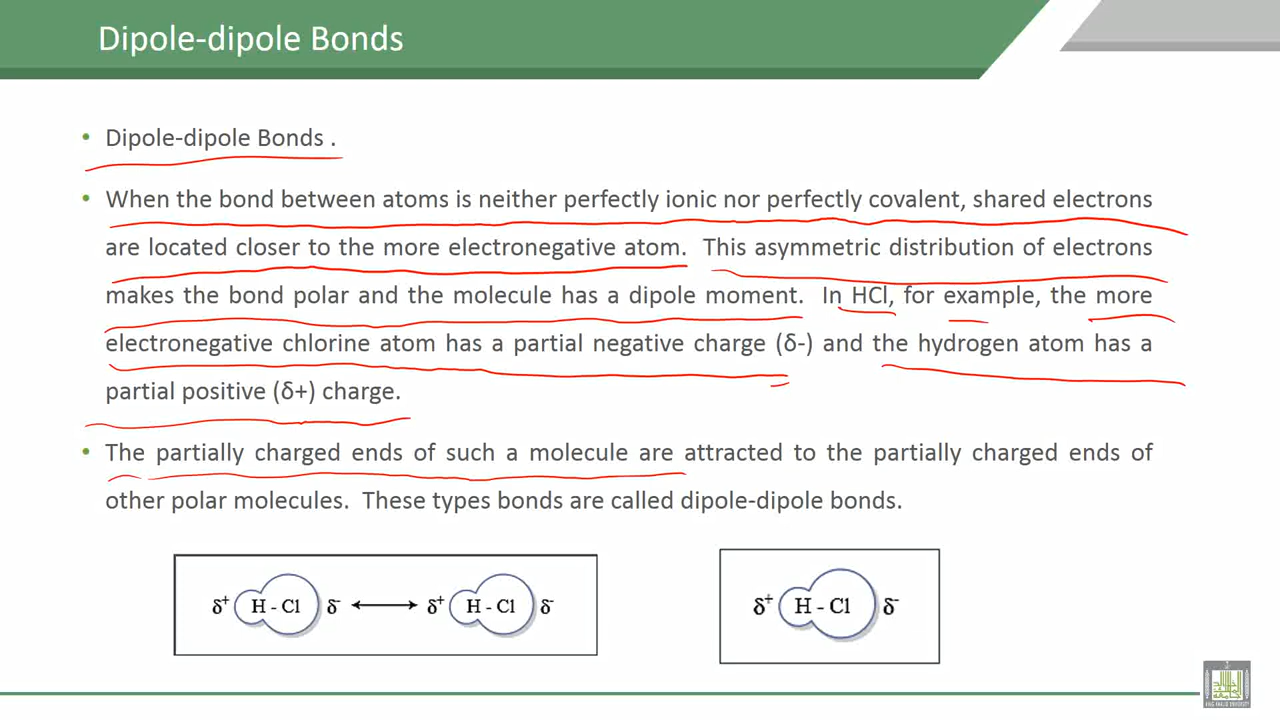 Dipole-dipole Bonds
• Dipole-dipole Bonds .
• When the bond between atoms is neither perfectly ionic nor perfectly covalent, shared electrons
are located closer to the more electronegative atom. This asymmetric distribution of electrons
makes the bond polar and the molecule has a dipole moment. In HCl, for example, the more
electronegative chlorine atom has a partial negative charge (δ-) and the hydrogen atom has a
partial positive (δ+) charge.
• The partially charged ends of such a molecule are attracted to the partially charged ends of
other polar molecules. These types bonds are called dipole-dipole bonds.
δ⁺ H - Cl δ⁻ δ⁺ H - Cl δ⁻
δ⁺ H - Cl δ⁻
KING KHALID UNIVERSITY